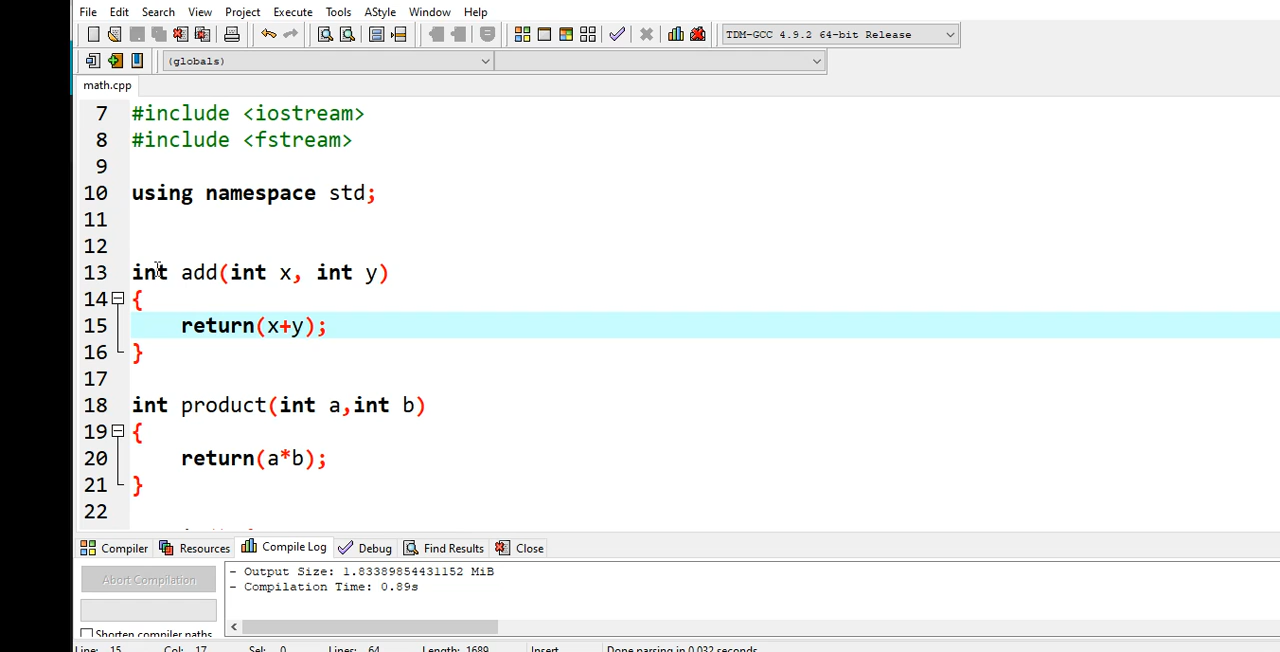 File Edit Search View Project Execute Tools AStyle Window Help
TDM-GCC 4.9.2 64-bit Release
(globals)
math.cpp
7 #include <iostream>
8 #include <fstream>
9
10 using namespace std;
11
12
13 int add(int x, int y)
14 {
15 return(x+y);
16 }
17
18 int product(int a,int b)
19 {
20 return(a*b);
21 }
22
Compiler Resources Compile Log Debug Find Results Close
Abort Compilation
- Output Size: 1.83389854431152 MiB
- Compilation Time: 0.89s
Shorten compiler paths
Line: 15 Col: 17 Sel: 0 Lines: 64 Length: 1689 Insert Done parsing in 0.032 seconds